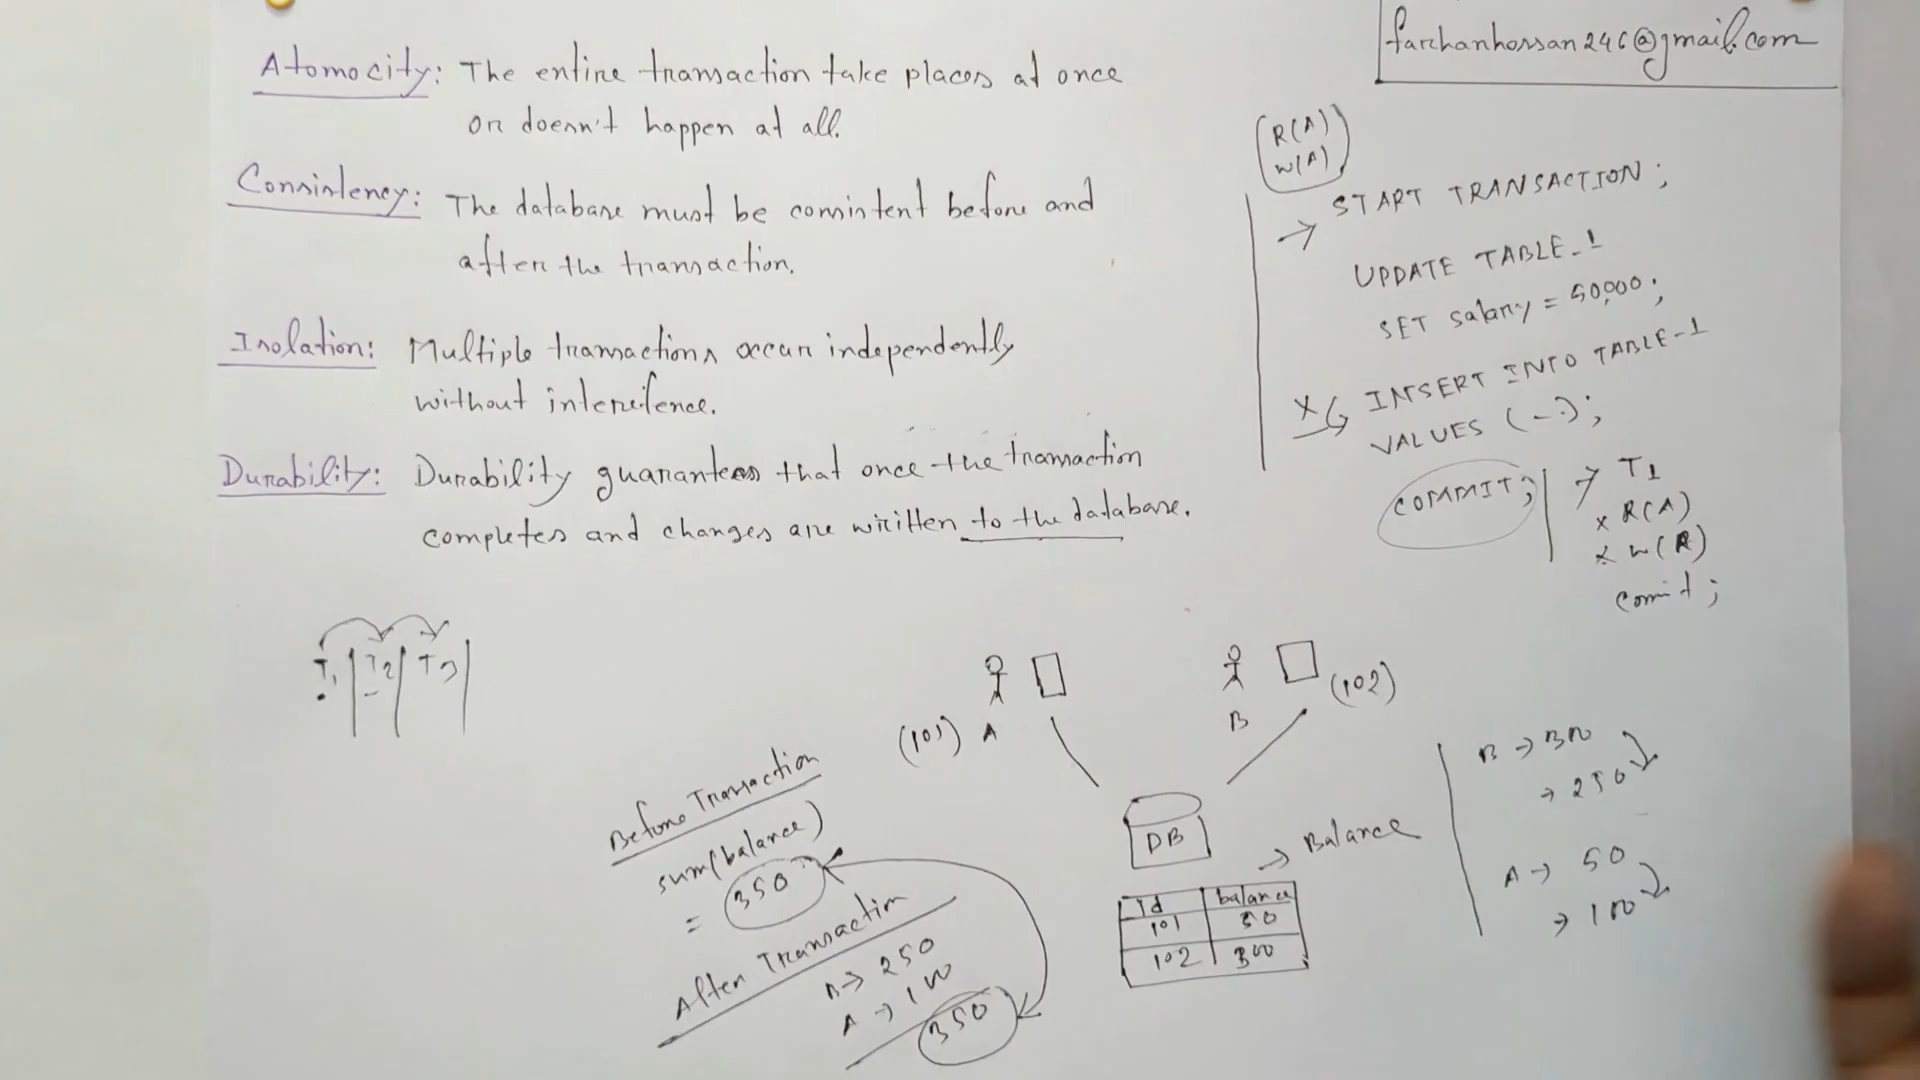 farhanhossan246@gmail.com
Atomocity: The entire transaction take places at once
or doesn't happen at all.
Consistency: The database must be consistent before and
after the transaction.
Isolation: Multiple transactions occur independently
without interifence.
Durability: Durability guarantees that once the transaction
completes and changes are written to the database.
R(A)
W(A)
START TRANSACTION;
UPDATE TABLE_1
SET salary = 50,000;
INSERT INTO TABLE-1
VALUES (-..);
COMMIT;
T1
x R(A)
x W(A)
Commit;
T1 T2 T3
(101) A
B (102)
DB
→ Balance
Id balance
101 50
102 300
Before Transaction
sum(balance)
= 350
After Transaction
B → 250
A → 100
350
B → 300
→ 250
A → 50
→ 100